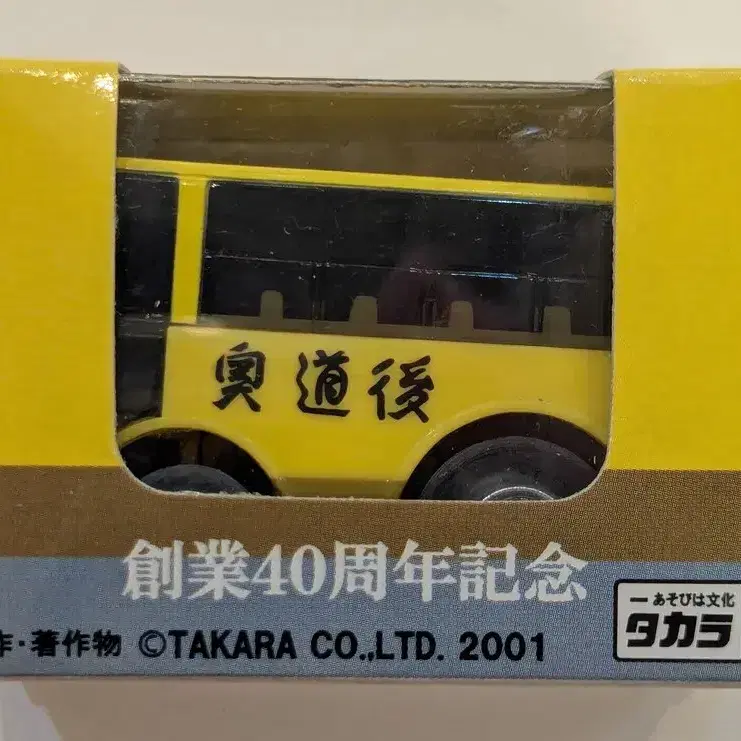 奥道後
創業40周年記念
作・著作物 ©TAKARA CO.,LTD. 2001
ーあそびは文化
タカラ